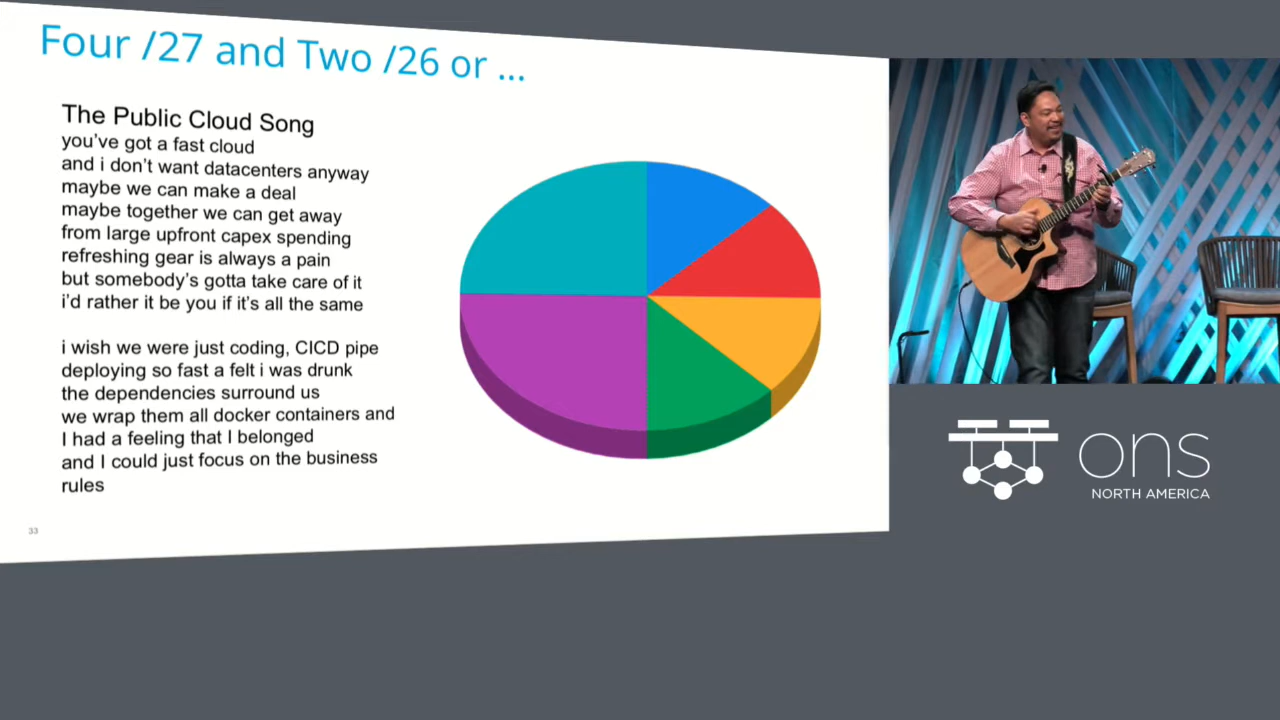 Four /27 and Two /26 or ...
The Public Cloud Song
you've got a fast cloud
and i don't want datacenters anyway
maybe we can make a deal
maybe together we can get away
from large upfront capex spending
refreshing gear is always a pain
but somebody's gotta take care of it
i'd rather it be you if it's all the same
i wish we were just coding, CICD pipe
deploying so fast a felt i was drunk
the dependencies surround us
we wrap them all docker containers and
I had a feeling that I belonged
and I could just focus on the business
rules
33
ons
NORTH AMERICA